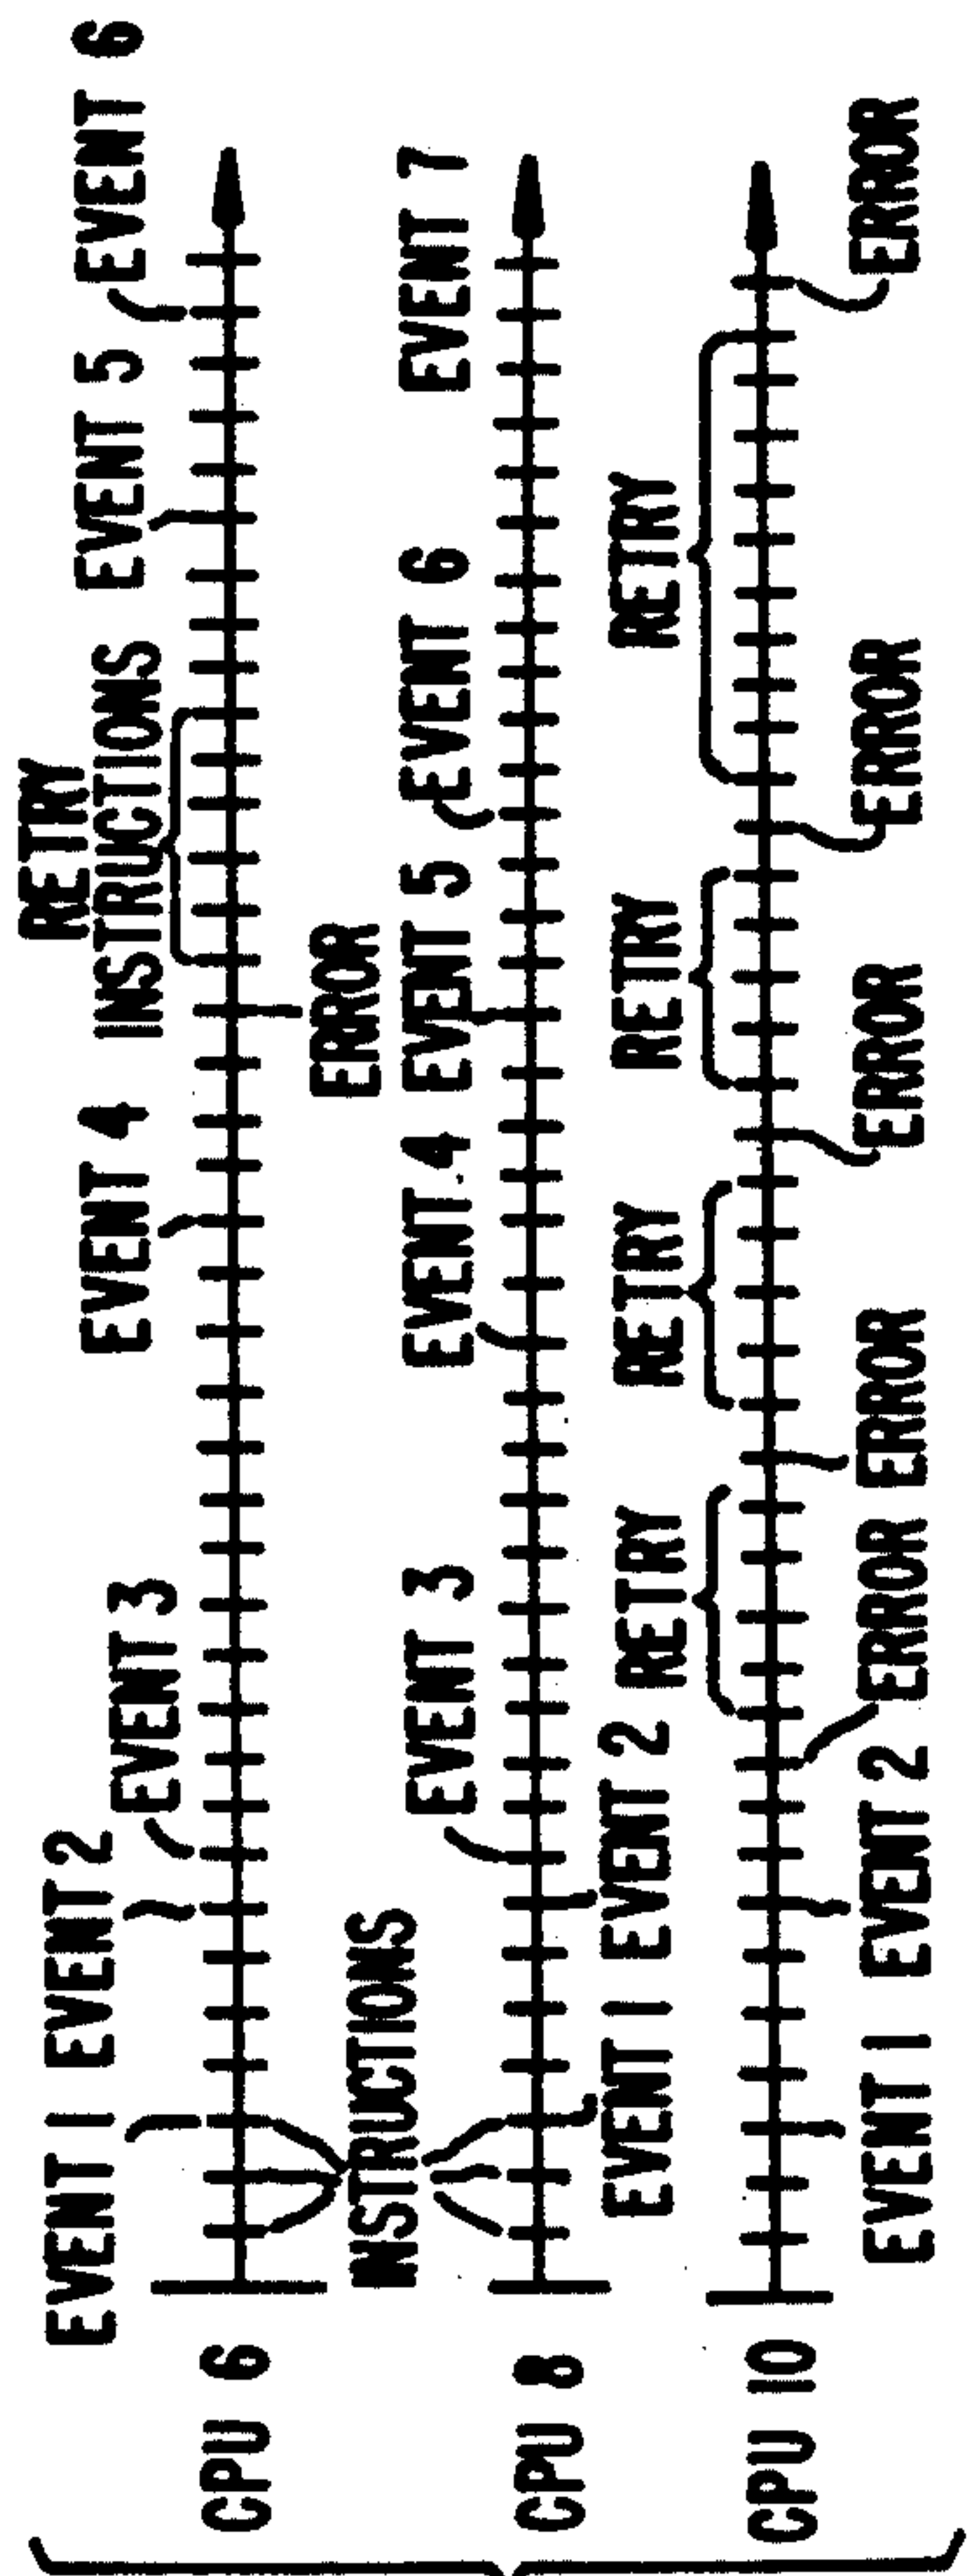 EVENT 1 EVENT 2
EVENT 3
EVENT 4
RETRY
INSTRUCTIONS
EVENT 5
EVENT 6
CPU 6
ERROR
INSTRUCTIONS
EVENT 3
EVENT 4
EVENT 5
EVENT 6
EVENT 7
CPU 8
EVENT 1 EVENT 2
RETRY
RETRY
RETRY
RETRY
CPU 10
EVENT 1 EVENT 2
ERROR
ERROR
ERROR
ERROR
ERROR